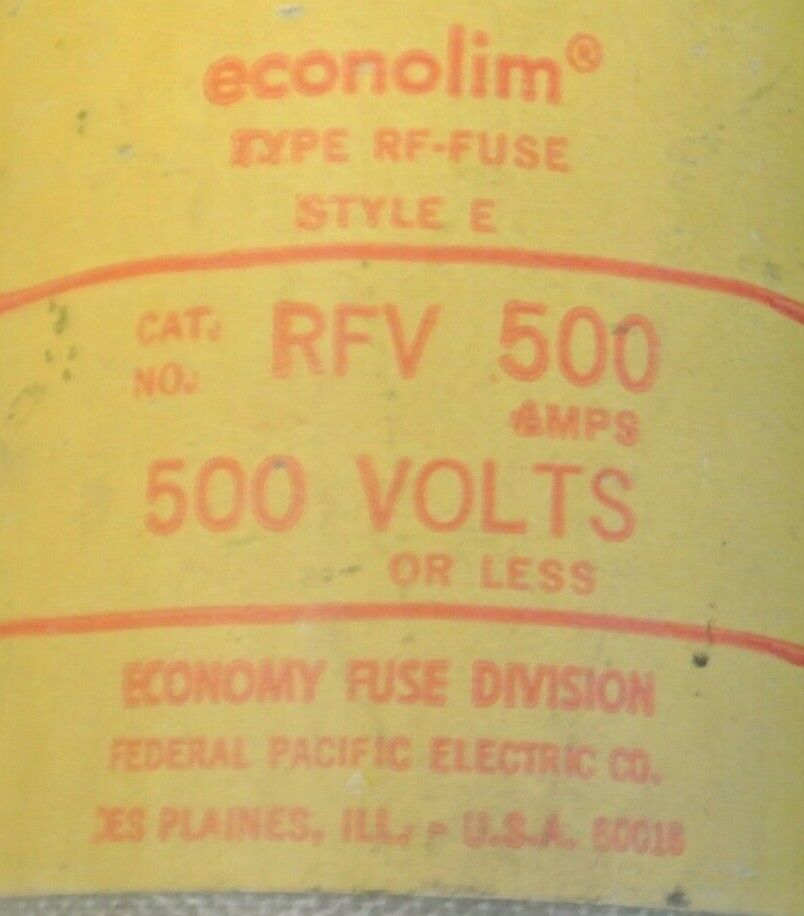 econolim®
TYPE RF-FUSE
STYLE E
CAT. NO. RFV 500
AMPS
500 VOLTS
OR LESS
ECONOMY FUSE DIVISION
FEDERAL PACIFIC ELECTRIC CO.
DES PLAINES, ILL. - U.S.A. 60018